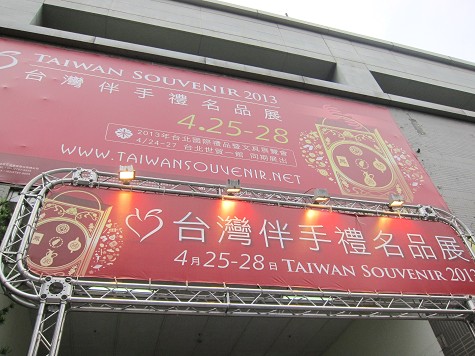 TAIWAN SOUVENIR 2013
台灣伴手禮名品展
4.25-28
2013年台北國際禮品暨文具展覽會
4/24-27 台北世貿一館 同期展出
WWW.TAIWANSOUVENIR.NET
台灣伴手禮名品展
4月25-28日 TAIWAN SOUVENIR 201